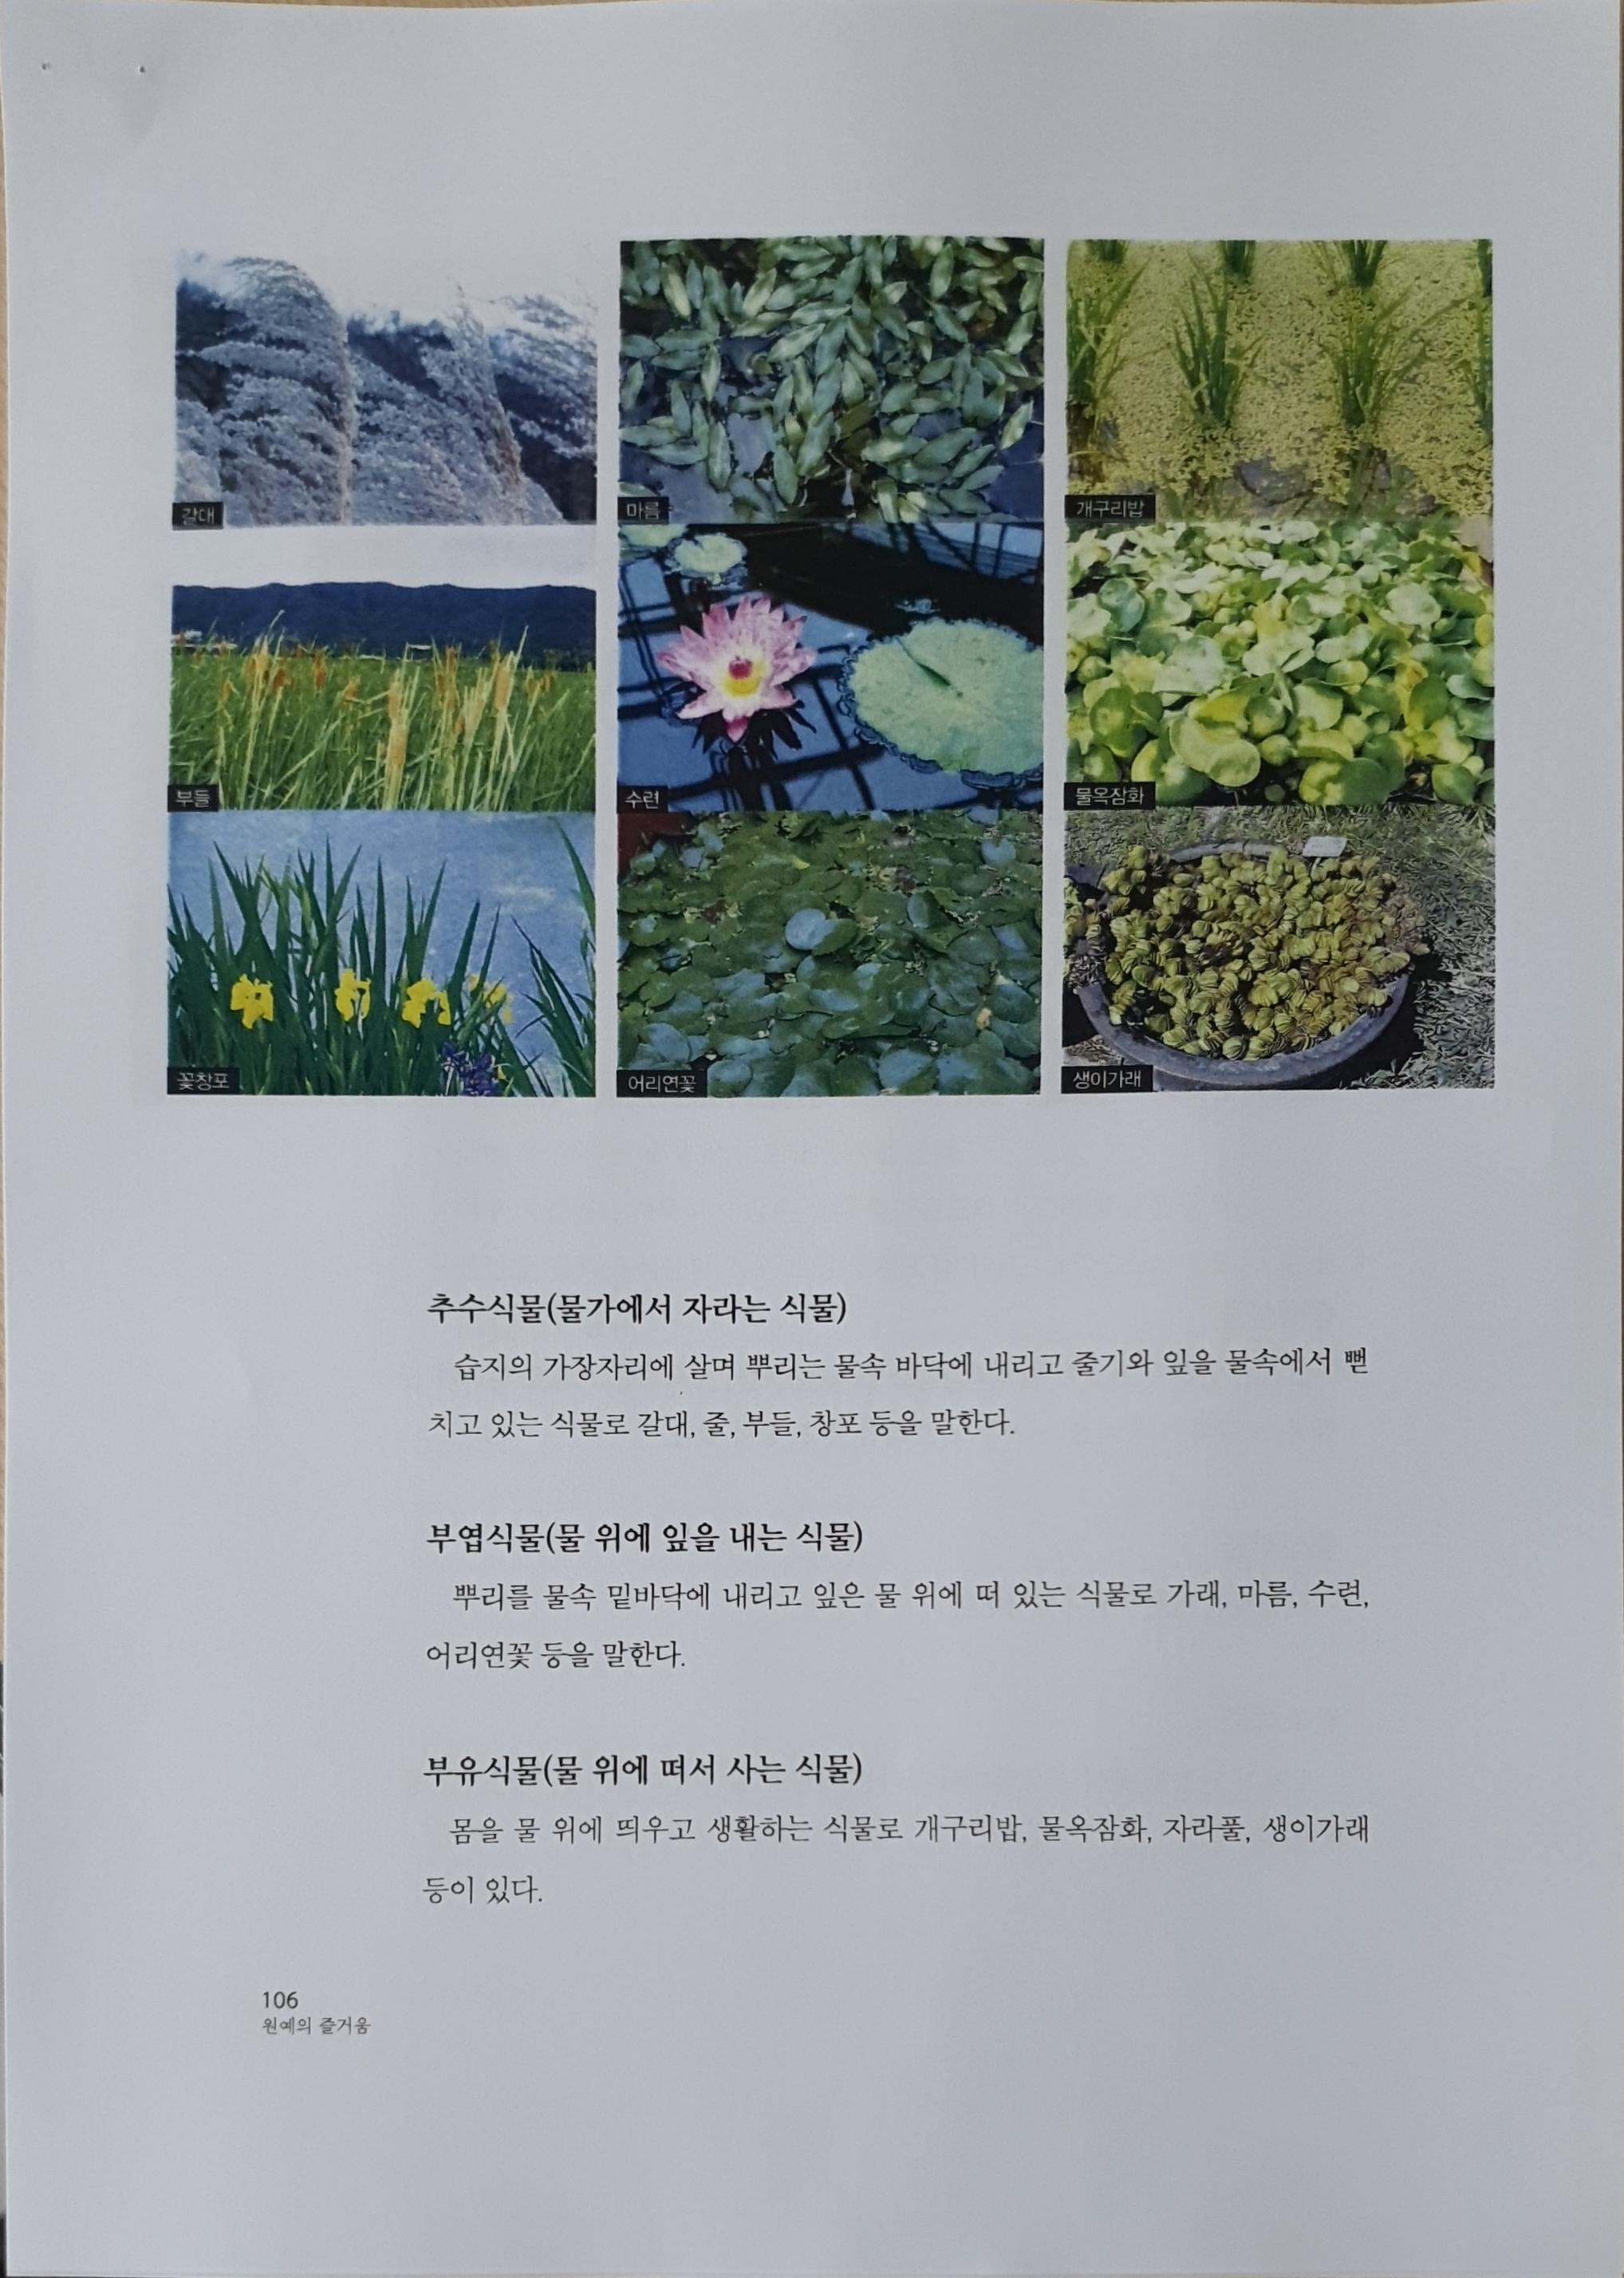 갈대
마름
개구리밥
부들
수련
물옥잠화
꽃창포
어리연꽃
생이가래
추수식물(물가에서 자라는 식물)
습지의 가장자리에 살며 뿌리는 물속 바닥에 내리고 줄기와 잎을 물속에서 뻗
치고 있는 식물로 갈대, 줄, 부들, 창포 등을 말한다.
부엽식물(물 위에 잎을 내는 식물)
뿌리를 물속 밑바닥에 내리고 잎은 물 위에 떠 있는 식물로 가래, 마름, 수련,
어리연꽃 등을 말한다.
부유식물(물 위에 떠서 사는 식물)
몸을 물 위에 띄우고 생활하는 식물로 개구리밥, 물옥잠화, 자라풀, 생이가래
등이 있다.
106
원예의 즐거움